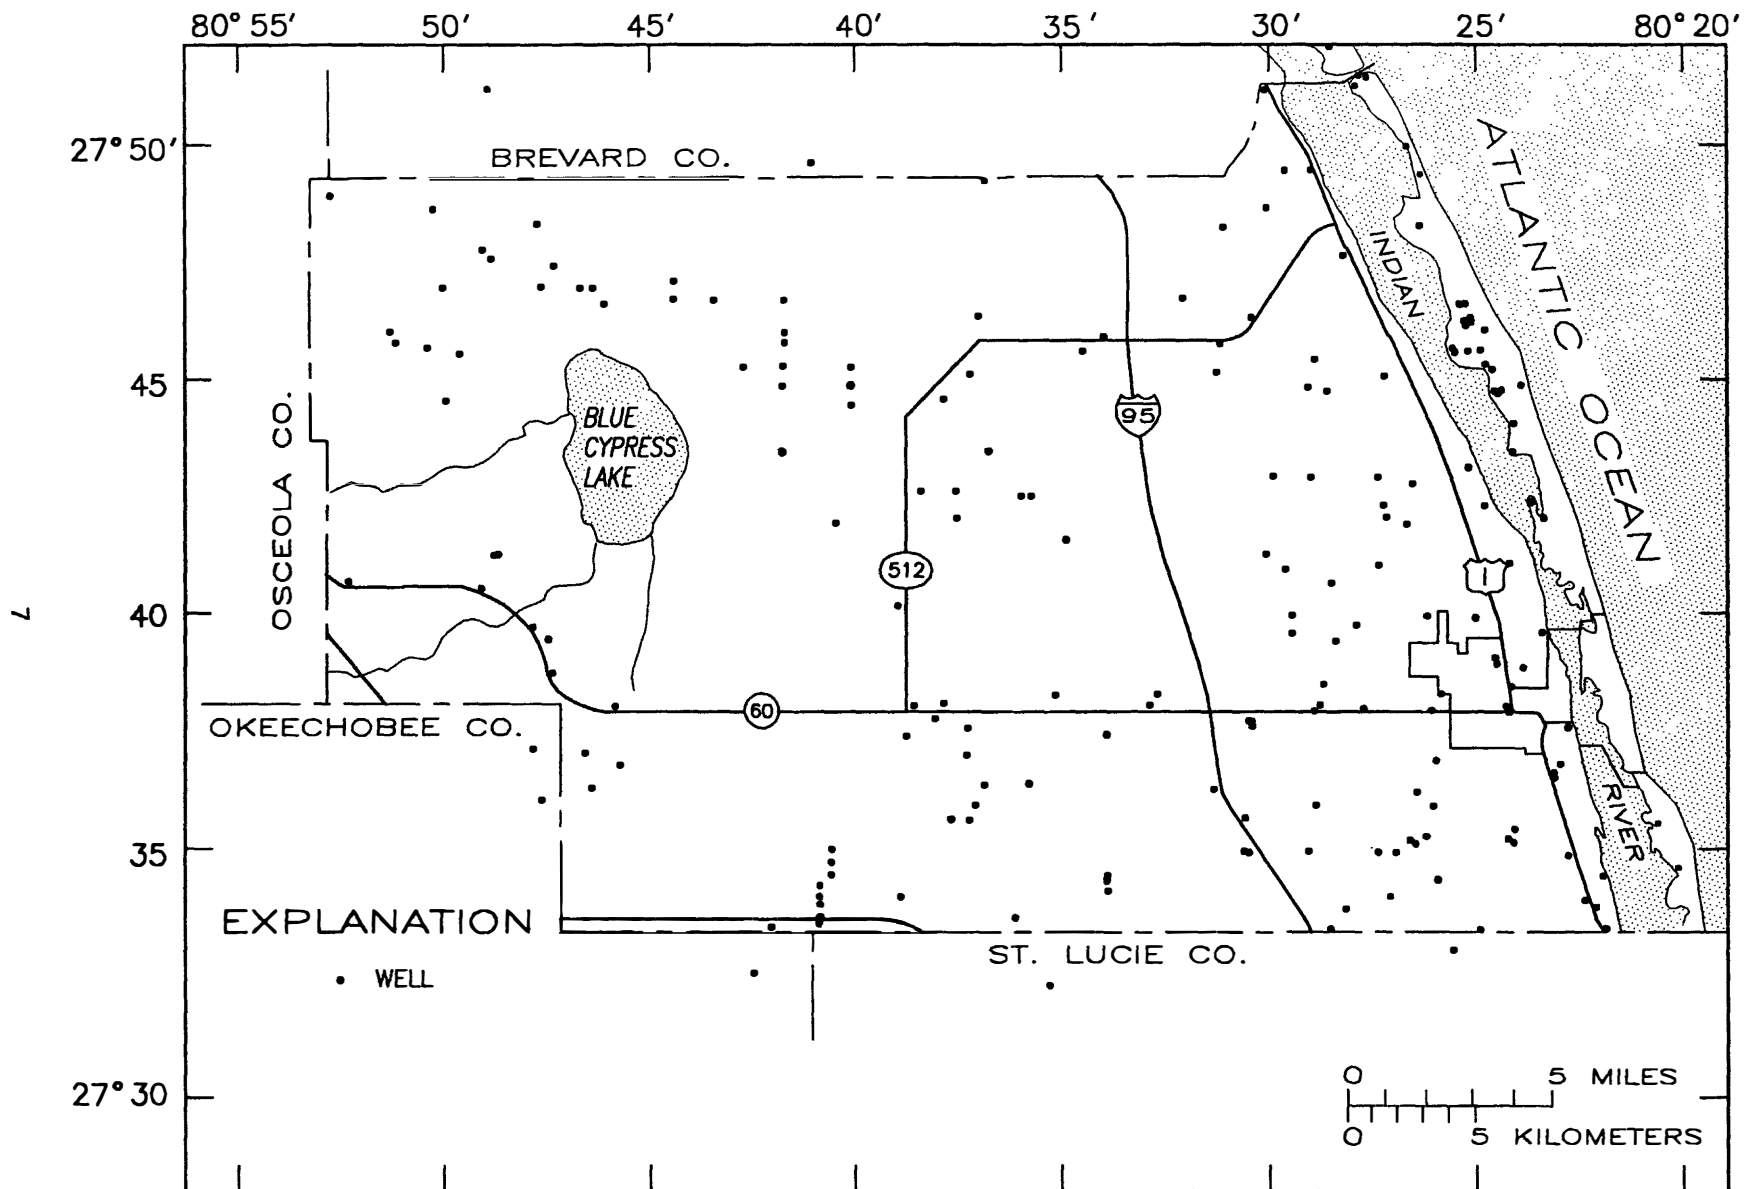 80° 55′ 50′ 45′ 40′ 35′ 30′ 25′ 80° 20′
27° 50′
BREVARD CO.
ATLANTIC OCEAN
INDIAN
45
OSCEOLA CO.
BLUE
CYPRESS
LAKE
95
512
1
7
40
60
OKEECHOBEE CO.
RIVER
35
EXPLANATION
WELL
ST. LUCIE CO.
27° 30
0 5 MILES
0 5 KILOMETERS